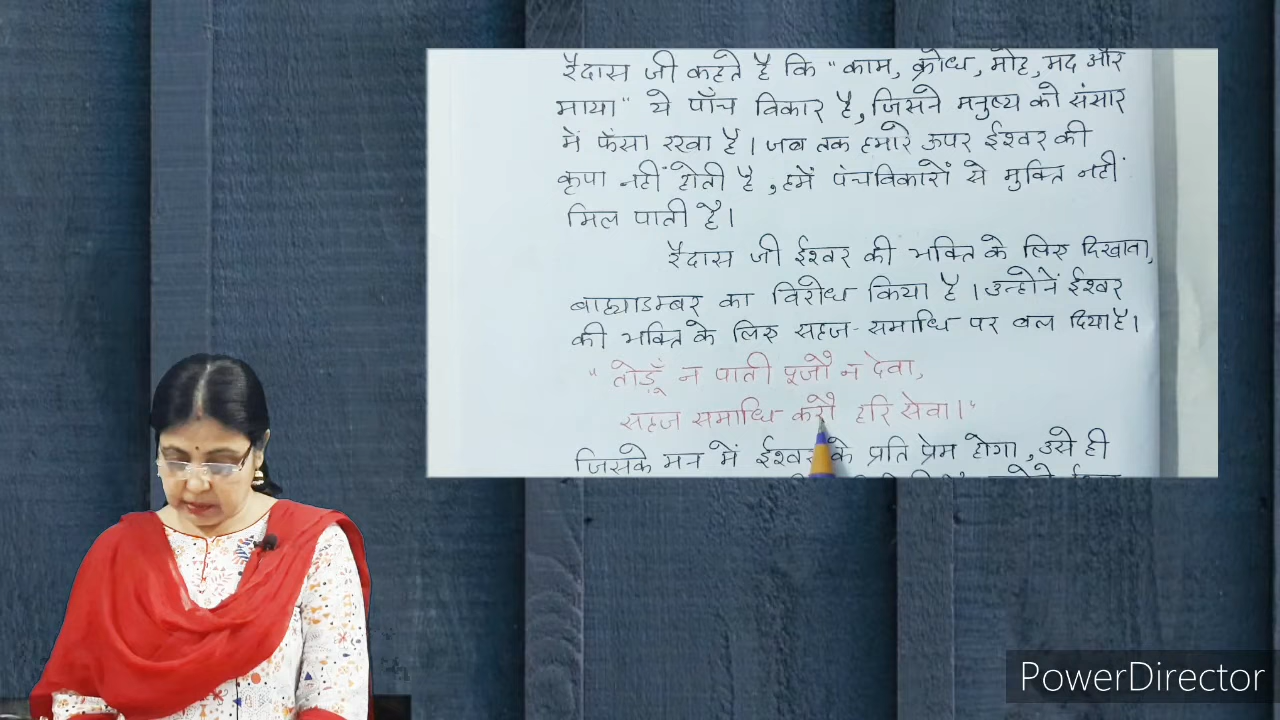 रैदास जी कहते है कि "काम, क्रोध, मोह, मद और
माया" ये पाँच विकार है, जिसने मनुष्य को संसार
में फँसा रखा है। जब तक हमारे ऊपर ईश्वर की
कृपा नहीं होती है, हमें पंचविकारों से मुक्ति नहीं
मिल पाती है।
रैदास जी ईश्वर की भक्ति के लिए दिखावा,
बाह्याडम्बर का विरोध किया है। उन्होनें ईश्वर
की भक्ति के लिए सहज-समाधि पर बल दिया है।
"तोड़ूँ न पाती पूजौ न देवा,
सहज समाधि करौ हरि सेवा।"
जिसके मन में ईश्वर के प्रति प्रेम होगा, उसे ही
PowerDirector